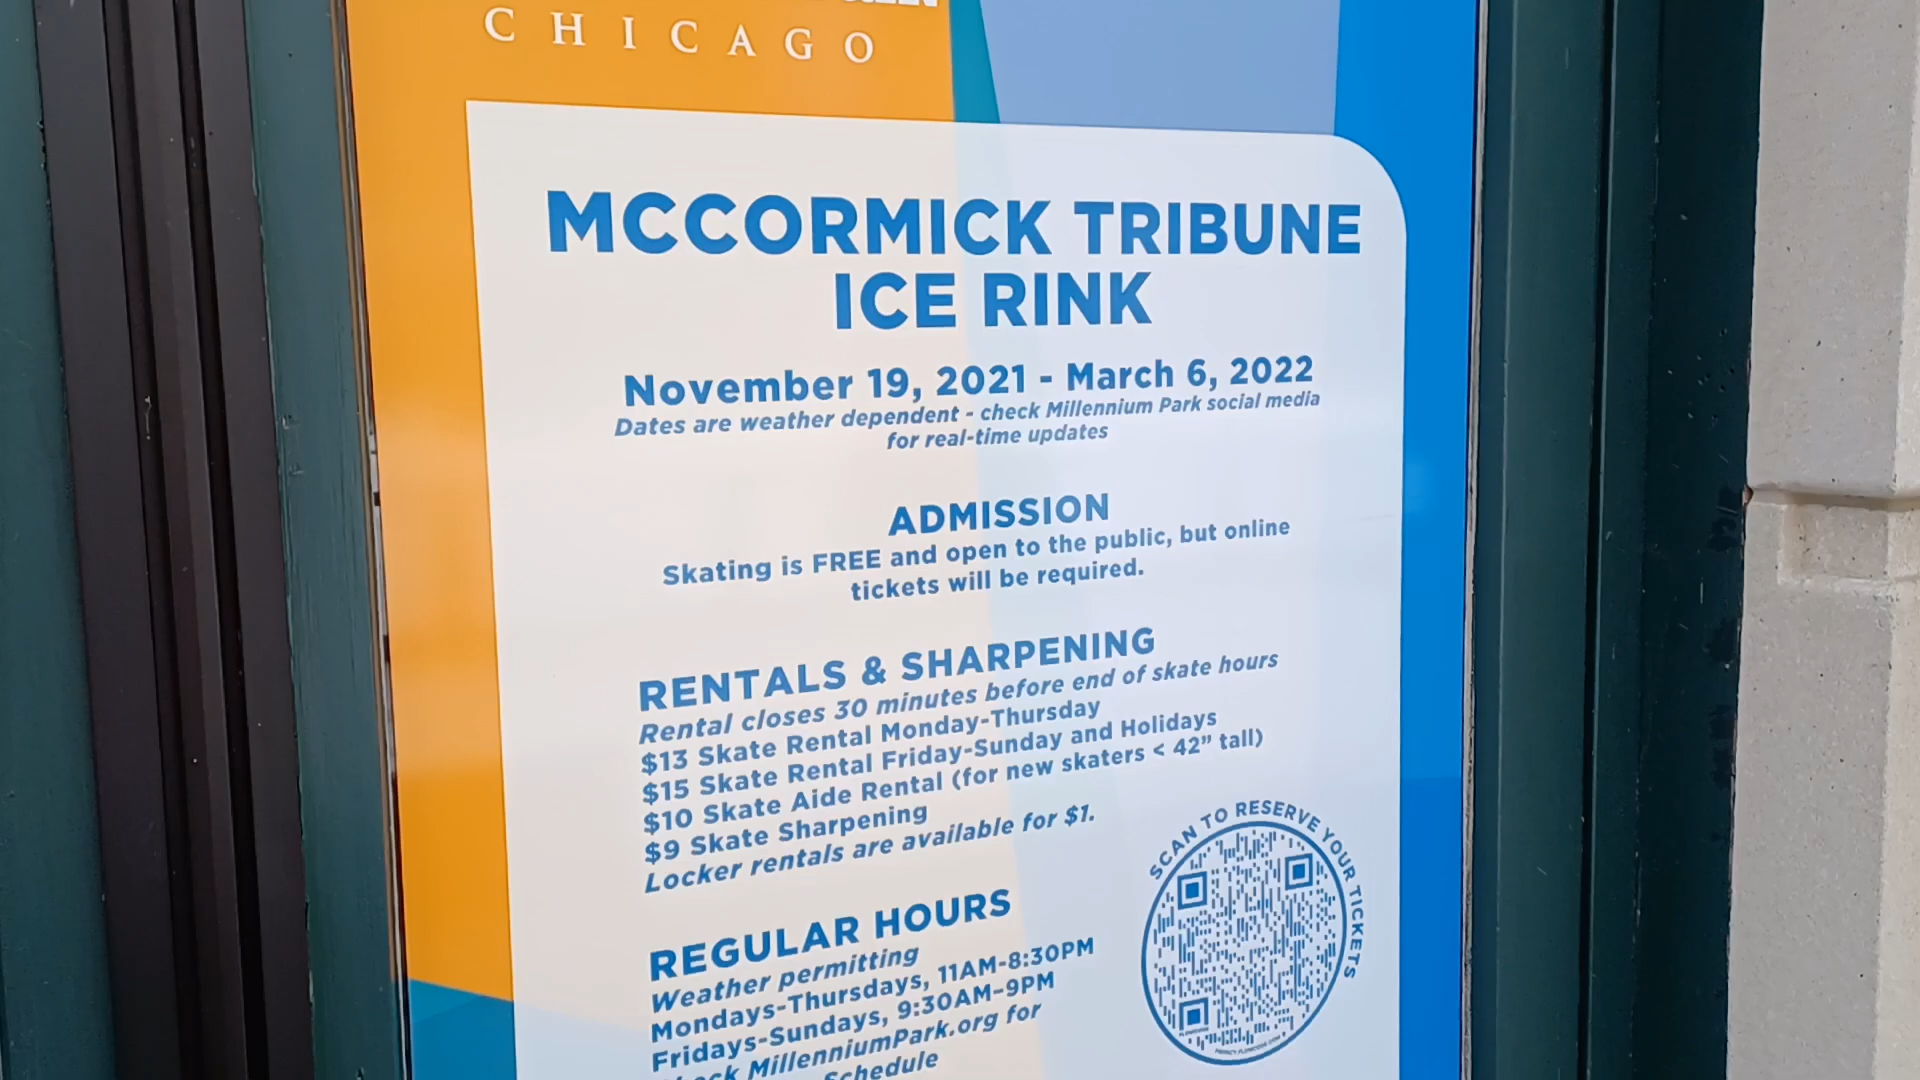 CHICAGO
MCCORMICK TRIBUNE
ICE RINK
November 19, 2021 - March 6, 2022
Dates are weather dependent - check Millennium Park social media
for real-time updates
ADMISSION
Skating is FREE and open to the public, but online
tickets will be required.
RENTALS & SHARPENING
Rental closes 30 minutes before end of skate hours
$13 Skate Rental Monday-Thursday
$15 Skate Rental Friday-Sunday and Holidays
$10 Skate Aide Rental (for new skaters < 42” tall)
$9 Skate Sharpening
Locker rentals are available for $1.
SCAN TO RESERVE YOUR TICKETS
REGULAR HOURS
Weather permitting
Mondays-Thursdays, 11AM-8:30PM
Fridays-Sundays, 9:30AM-9PM
MillenniumPark.org for
Schedule